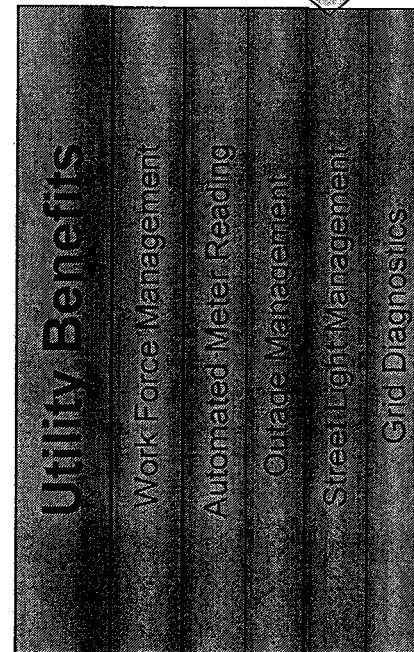 Utility Benefits
Work Force Management
Automated Meter Reading
Outage Management
Street Light Management
Grid Diagnostics